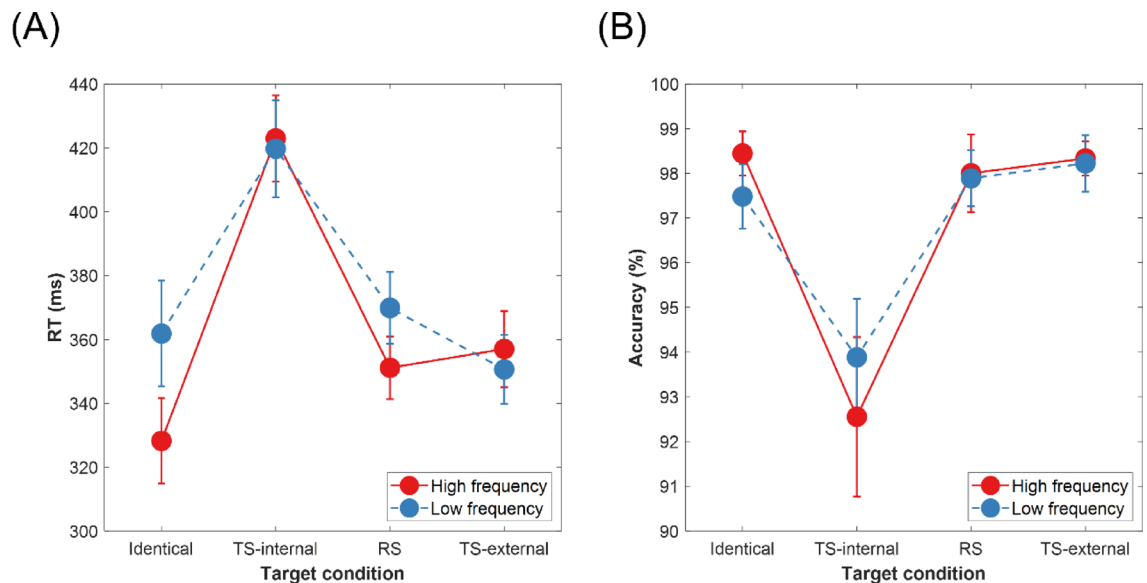 (A)
440
420
400
380
360
340
320
300
RT (ms)
Identical
TS-internal
RS
TS-external
Target condition
High frequency
Low frequency
(B)
100
99
98
97
96
95
94
93
92
91
90
Accuracy (%)
Identical
TS-internal
RS
TS-external
Target condition
High frequency
Low frequency